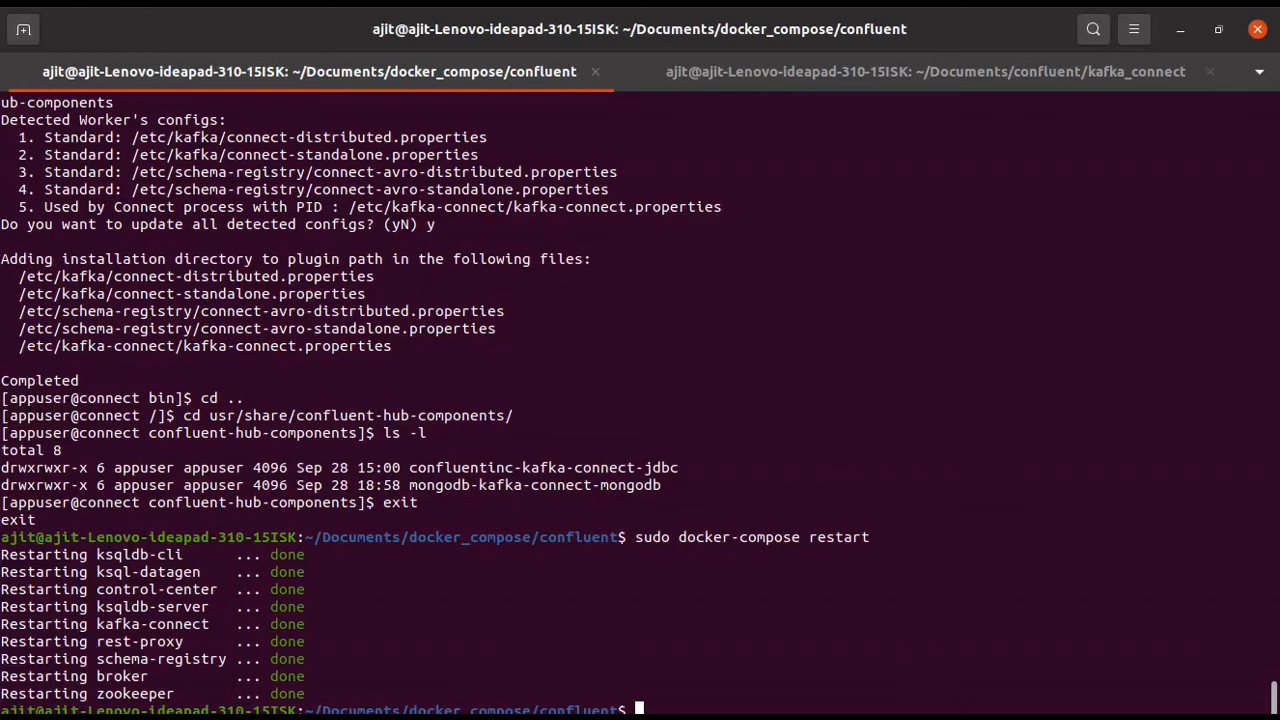 ajit@ajit-Lenovo-ideapad-310-15ISK: ~/Documents/docker_compose/confluent
ajit@ajit-Lenovo-ideapad-310-15ISK: ~/Documents/docker_compose/confluent
ajit@ajit-Lenovo-ideapad-310-15ISK: ~/Documents/confluent/kafka_connect
ub-components
Detected Worker's configs:
1. Standard: /etc/kafka/connect-distributed.properties
2. Standard: /etc/kafka/connect-standalone.properties
3. Standard: /etc/schema-registry/connect-avro-distributed.properties
4. Standard: /etc/schema-registry/connect-avro-standalone.properties
5. Used by Connect process with PID : /etc/kafka-connect/kafka-connect.properties
Do you want to update all detected configs? (yN) y
Adding installation directory to plugin path in the following files:
/etc/kafka/connect-distributed.properties
/etc/kafka/connect-standalone.properties
/etc/schema-registry/connect-avro-distributed.properties
/etc/schema-registry/connect-avro-standalone.properties
/etc/kafka-connect/kafka-connect.properties
Completed
[appuser@connect bin]$ cd ..
[appuser@connect /]$ cd usr/share/confluent-hub-components/
[appuser@connect confluent-hub-components]$ ls -l
total 8
drwxrwxr-x 6 appuser appuser 4096 Sep 28 15:00 confluentinc-kafka-connect-jdbc
drwxrwxr-x 6 appuser appuser 4096 Sep 28 18:58 mongodb-kafka-connect-mongodb
[appuser@connect confluent-hub-components]$ exit
exit
ajit@ajit-Lenovo-ideapad-310-15ISK:~/Documents/docker_compose/confluent$ sudo docker-compose restart
Restarting ksqldb-cli ... done
Restarting ksql-datagen ... done
Restarting control-center ... done
Restarting ksqldb-server ... done
Restarting kafka-connect ... done
Restarting rest-proxy ... done
Restarting schema-registry ... done
Restarting broker ... done
Restarting zookeeper ... done
ajit@ajit-Lenovo-ideapad-310-15ISK:~/Documents/docker_compose/confluent$